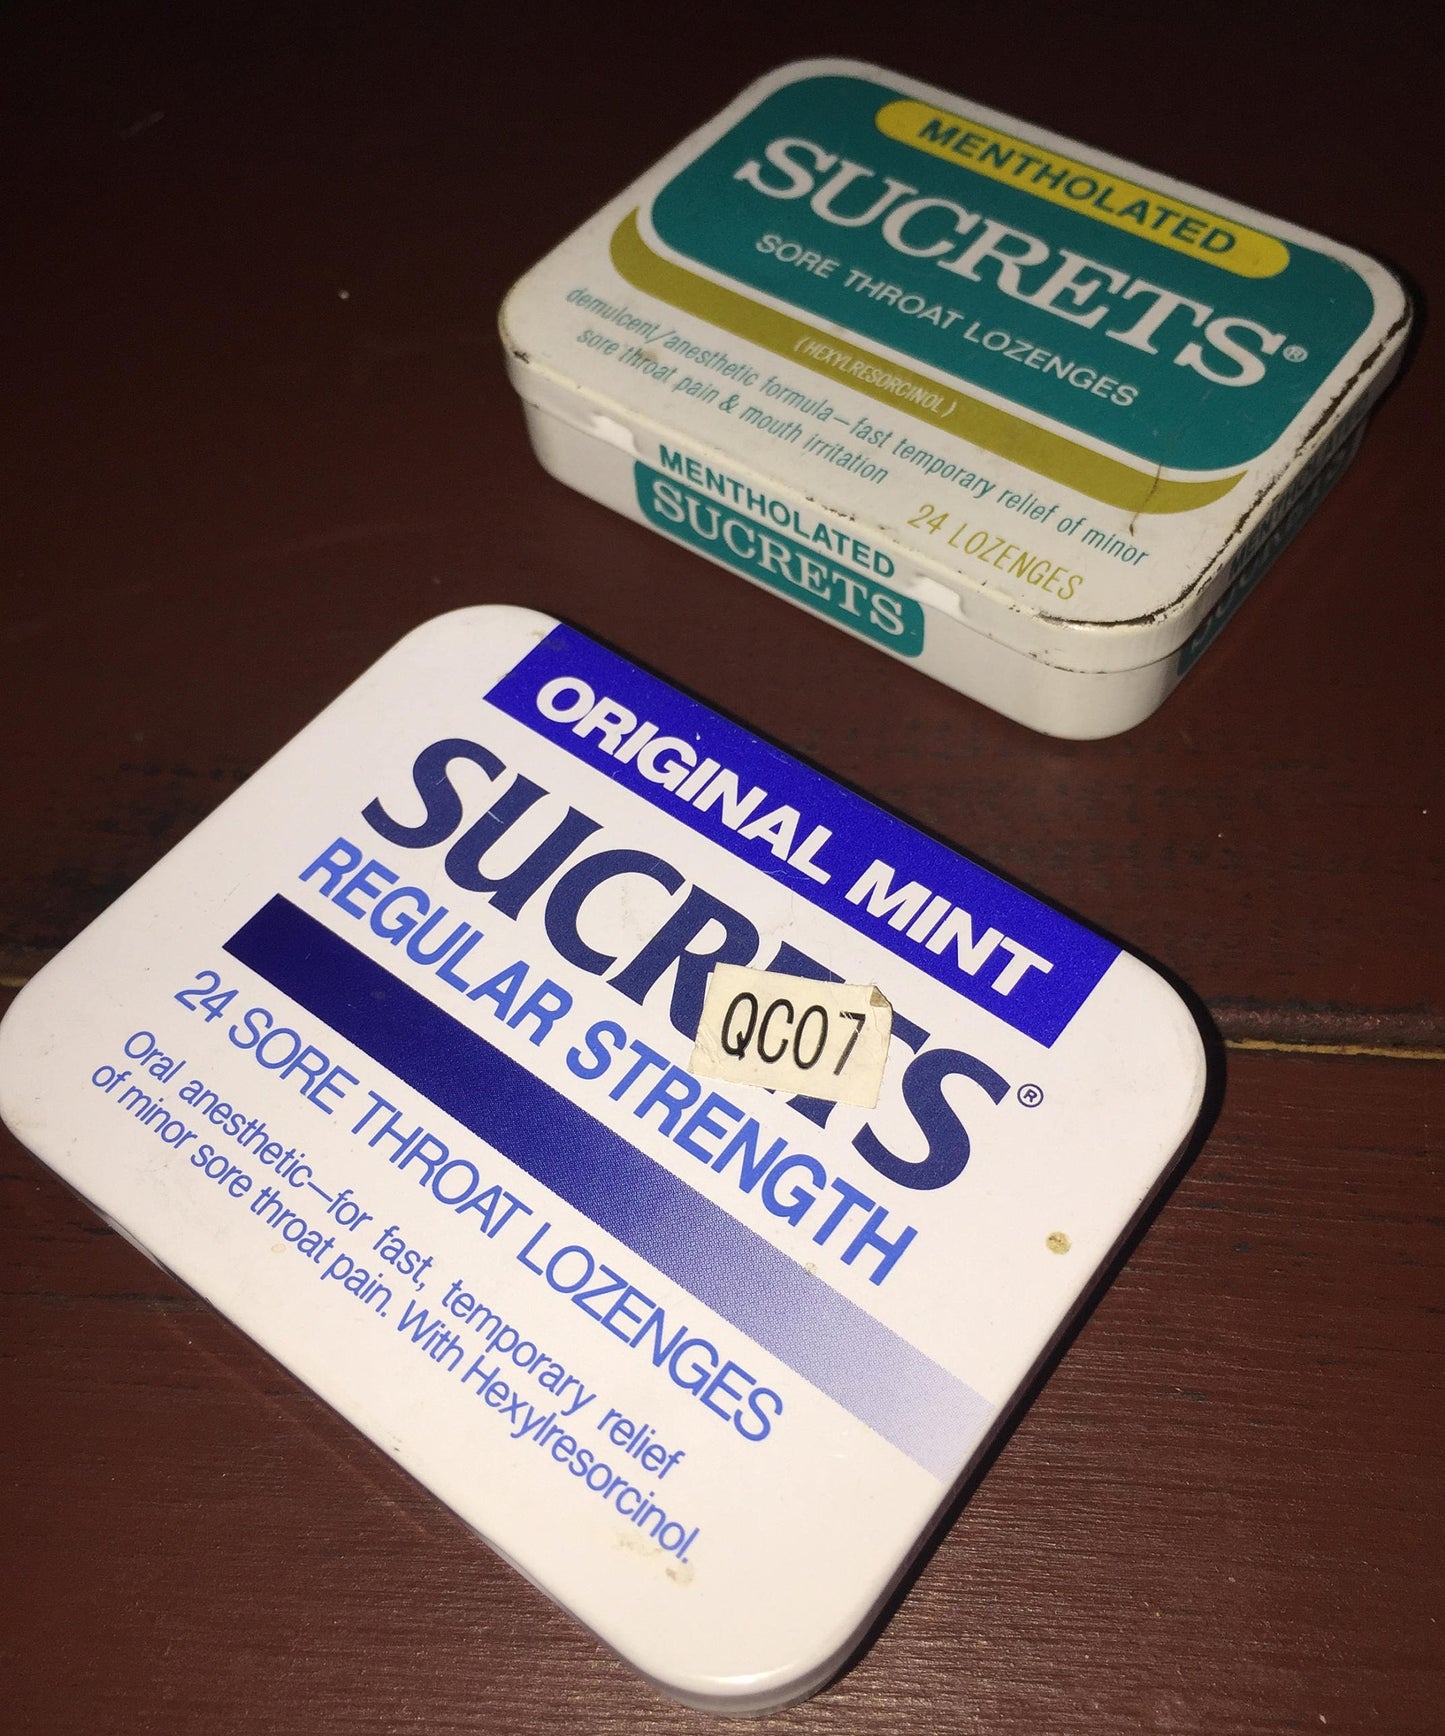 MENTHOLATED
SUCRETS®
SORE THROAT LOZENGES
(HEXYLRESORCINOL)
demulcent/anesthetic formula—fast temporary relief of minor
sore throat pain & mouth irritation
24 LOZENGES
MENTHOLATED
SUCRETS
ORIGINAL MINT
SUCRETS®
QC07
REGULAR STRENGTH
24 SORE THROAT LOZENGES
Oral anesthetic—for fast, temporary relief
of minor sore throat pain. With Hexylresorcinol.